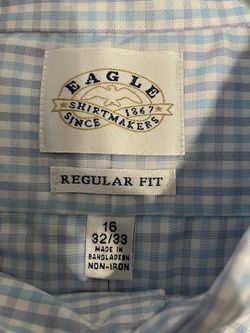 EAGLE
SHIRTMAKERS
SINCE 1867
REGULAR FIT
16
32/33
MADE IN
BANGLADESH
NON-IRON